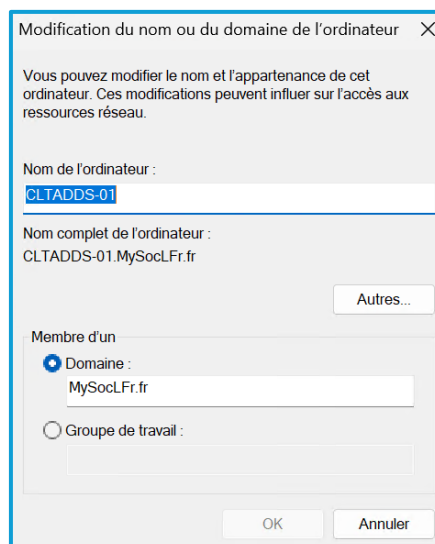 Modification du nom ou du domaine de l’ordinateur
Vous pouvez modifier le nom et l’appartenance de cet
ordinateur. Ces modifications peuvent influer sur l’accès aux
ressources réseau.
Nom de l’ordinateur :
CLTADDS-01
Nom complet de l’ordinateur :
CLTADDS-01.MySocLFr.fr
Autres...
Membre d’un
Domaine :
MySocLFr.fr
Groupe de travail :
OK Annuler